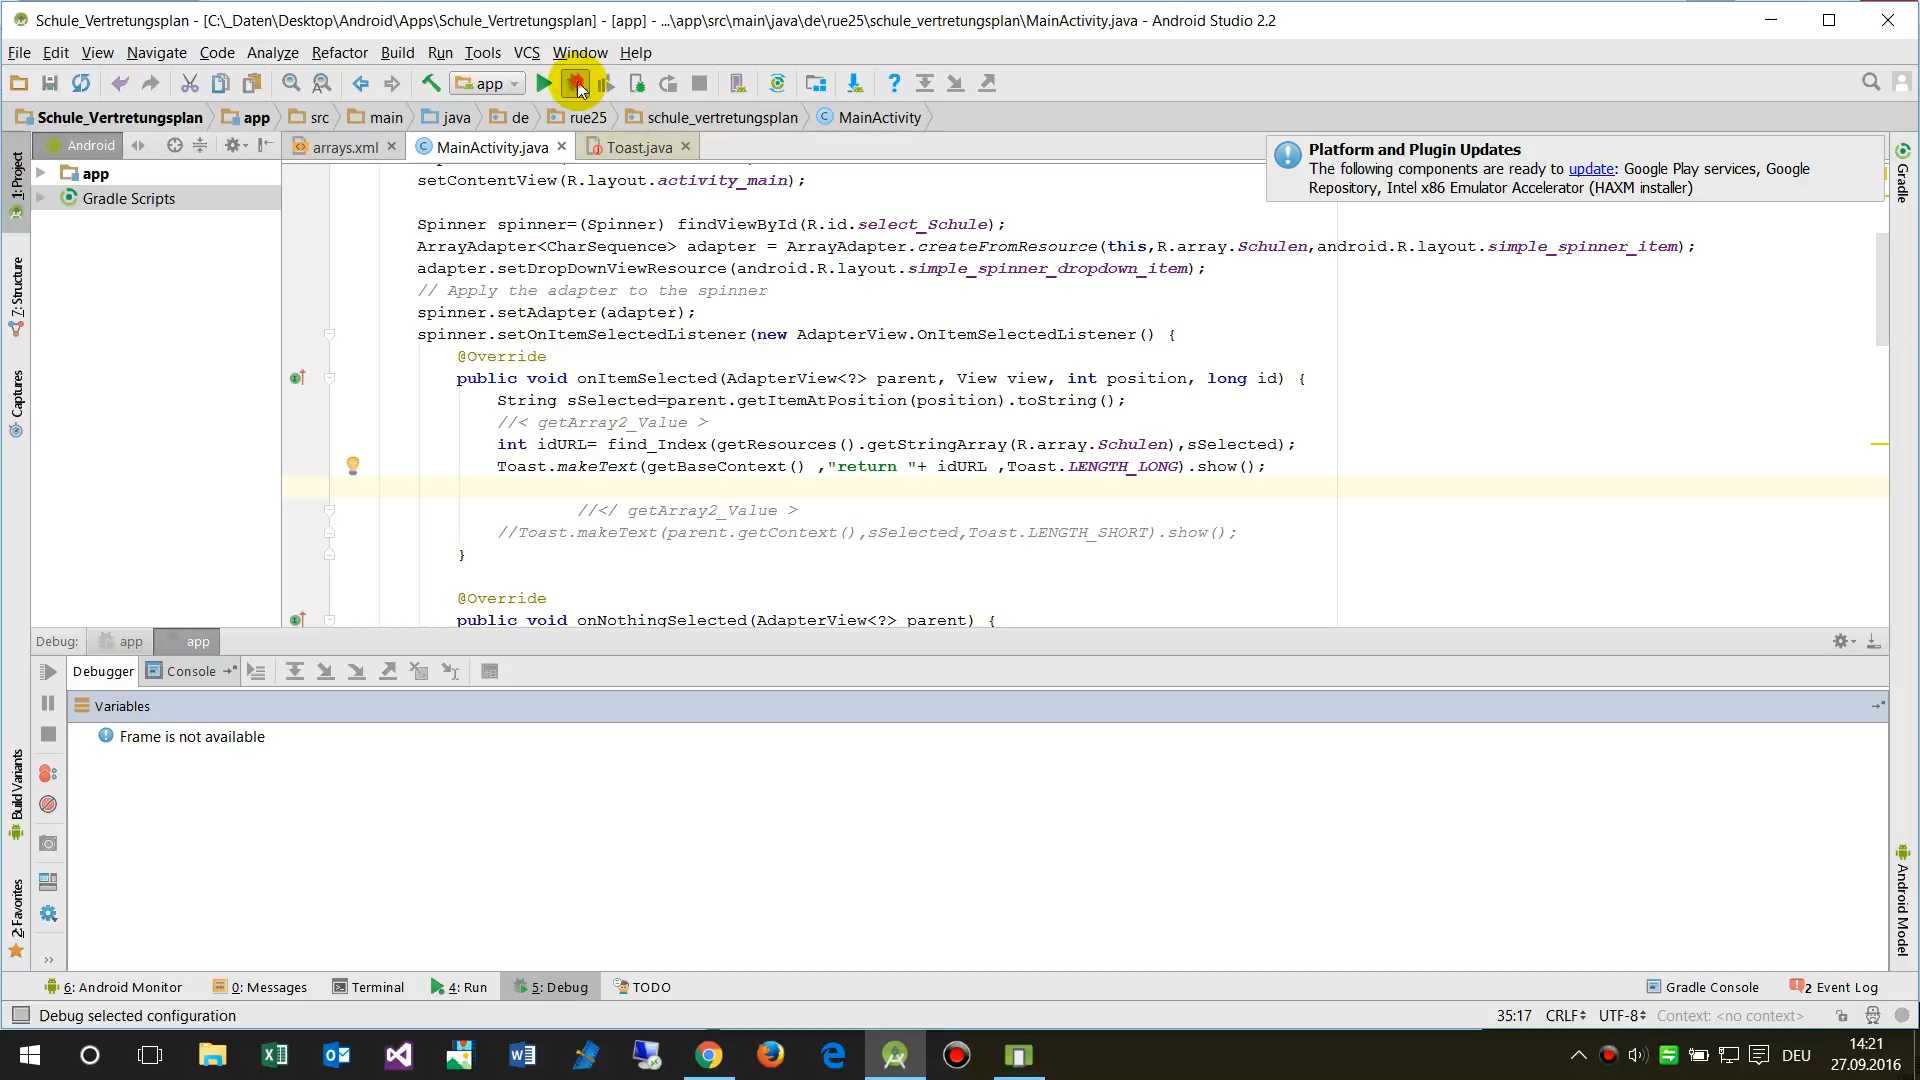 Schule_Vertretungsplan - [C:\_Daten\Desktop\Android\Apps\Schule_Vertretungsplan] - [app] - ...\app\src\main\java\de\rue25\schule_vertretungsplan\MainActivity.java - Android Studio 2.2
File Edit View Navigate Code Analyze Refactor Build Run Tools VCS Window Help
app
Schule_Vertretungsplan app src main java de rue25 schule_vertretungsplan MainActivity
Android
arrays.xml MainActivity.java Toast.java
Platform and Plugin Updates
The following components are ready to update: Google Play services, Google
Repository, Intel x86 Emulator Accelerator (HAXM installer)
app
Gradle Scripts
1: Project
7: Structure
Captures
Build Variants
2: Favorites
Gradle
Android Model
setContentView(R.layout.activity_main);
Spinner spinner=(Spinner) findViewById(R.id.select_Schule);
ArrayAdapter<CharSequence> adapter = ArrayAdapter.createFromResource(this,R.array.Schulen,android.R.layout.simple_spinner_item);
adapter.setDropDownViewResource(android.R.layout.simple_spinner_dropdown_item);
// Apply the adapter to the spinner
spinner.setAdapter(adapter);
spinner.setOnItemSelectedListener(new AdapterView.OnItemSelectedListener() {
@Override
public void onItemSelected(AdapterView<?> parent, View view, int position, long id) {
String sSelected=parent.getItemAtPosition(position).toString();
//< getArray2_Value >
int idURL= find_Index(getResources().getStringArray(R.array.Schulen),sSelected);
Toast.makeText(getBaseContext() ,"return "+ idURL ,Toast.LENGTH_LONG).show();
//</ getArray2_Value >
//Toast.makeText(parent.getContext(),sSelected,Toast.LENGTH_SHORT).show();
}
@Override
public void onNothingSelected(AdapterView<?> parent) {
Debug: app app
Debugger Console
Variables
Frame is not available
6: Android Monitor 0: Messages Terminal 4: Run 5: Debug TODO Gradle Console 2 Event Log
Debug selected configuration 35:17 CRLF UTF-8 Context: <no context>
DEU
14:21
27.09.2016